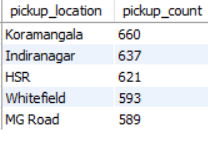 pickup_location pickup_count
Koramangala 660
Indiranagar 637
HSR 621
Whitefield 593
MG Road 589